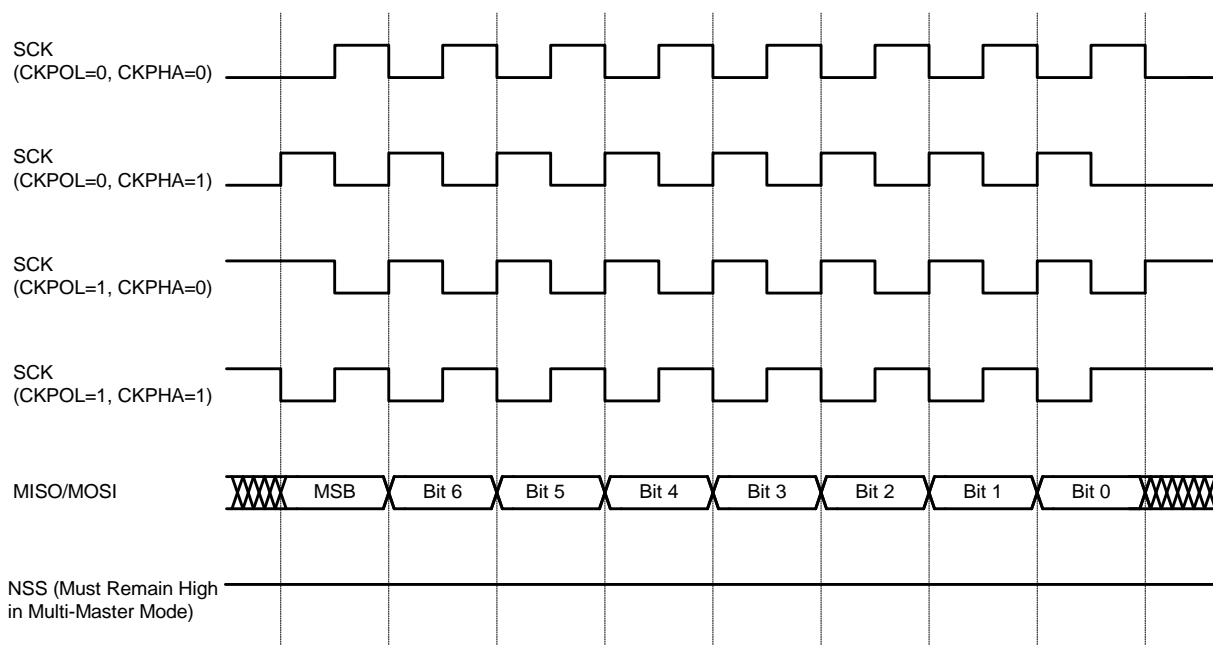 SCK
(CKPOL=0, CKPHA=0)
SCK
(CKPOL=0, CKPHA=1)
SCK
(CKPOL=1, CKPHA=0)
SCK
(CKPOL=1, CKPHA=1)
MISO/MOSI
MSB
Bit 6
Bit 5
Bit 4
Bit 3
Bit 2
Bit 1
Bit 0
NSS (Must Remain High
in Multi-Master Mode)